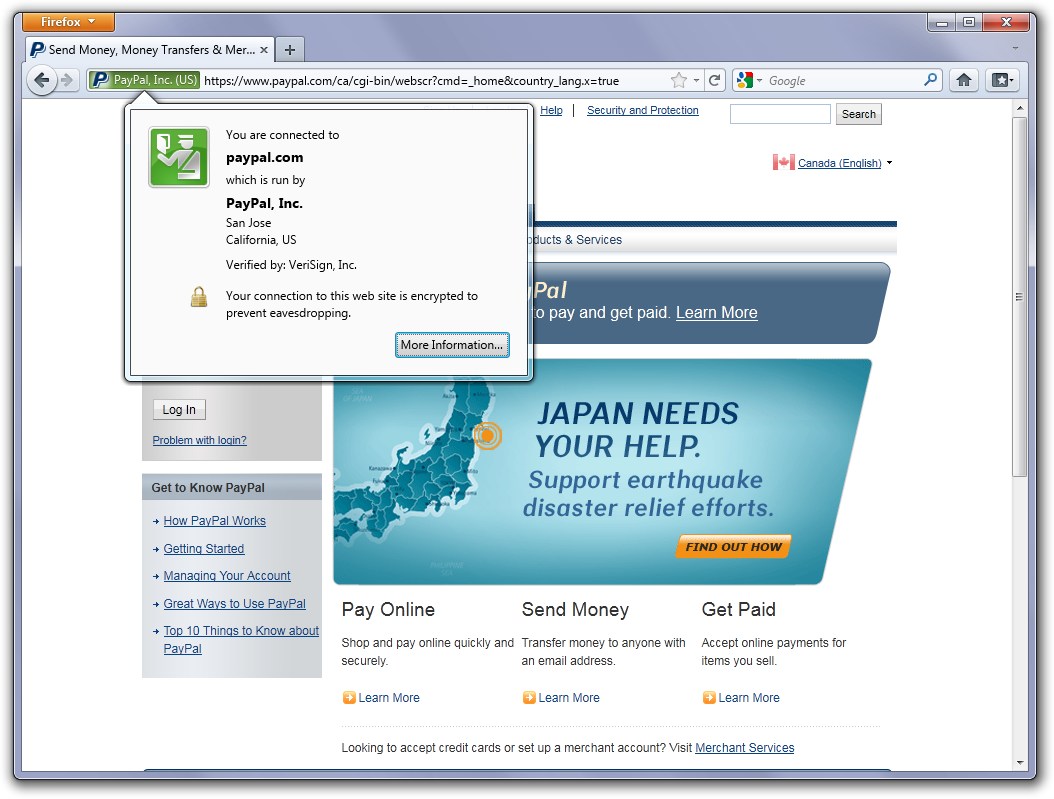 Firefox
Send Money, Money Transfers & Mer...
PayPal, Inc. (US)
https://www.paypal.com/ca/cgi-bin/webscr?cmd=_home&country_lang.x=true
Google
Help
Security and Protection
Search
Canada (English)
You are connected to
paypal.com
which is run by
PayPal, Inc.
San Jose
California, US
Verified by: VeriSign, Inc.
Your connection to this web site is encrypted to
prevent eavesdropping.
More Information...
& Services
to pay and get paid. Learn More
Log In
Problem with login?
Get to Know PayPal
How PayPal Works
Getting Started
Managing Your Account
Great Ways to Use PayPal
Top 10 Things to Know about
PayPal
JAPAN NEEDS
YOUR HELP.
Support earthquake
disaster relief efforts.
FIND OUT HOW
Pay Online
Shop and pay online quickly and
securely.
Learn More
Send Money
Transfer money to anyone with
an email address.
Learn More
Get Paid
Accept online payments for
items you sell.
Learn More
Looking to accept credit cards or set up a merchant account? Visit Merchant Services